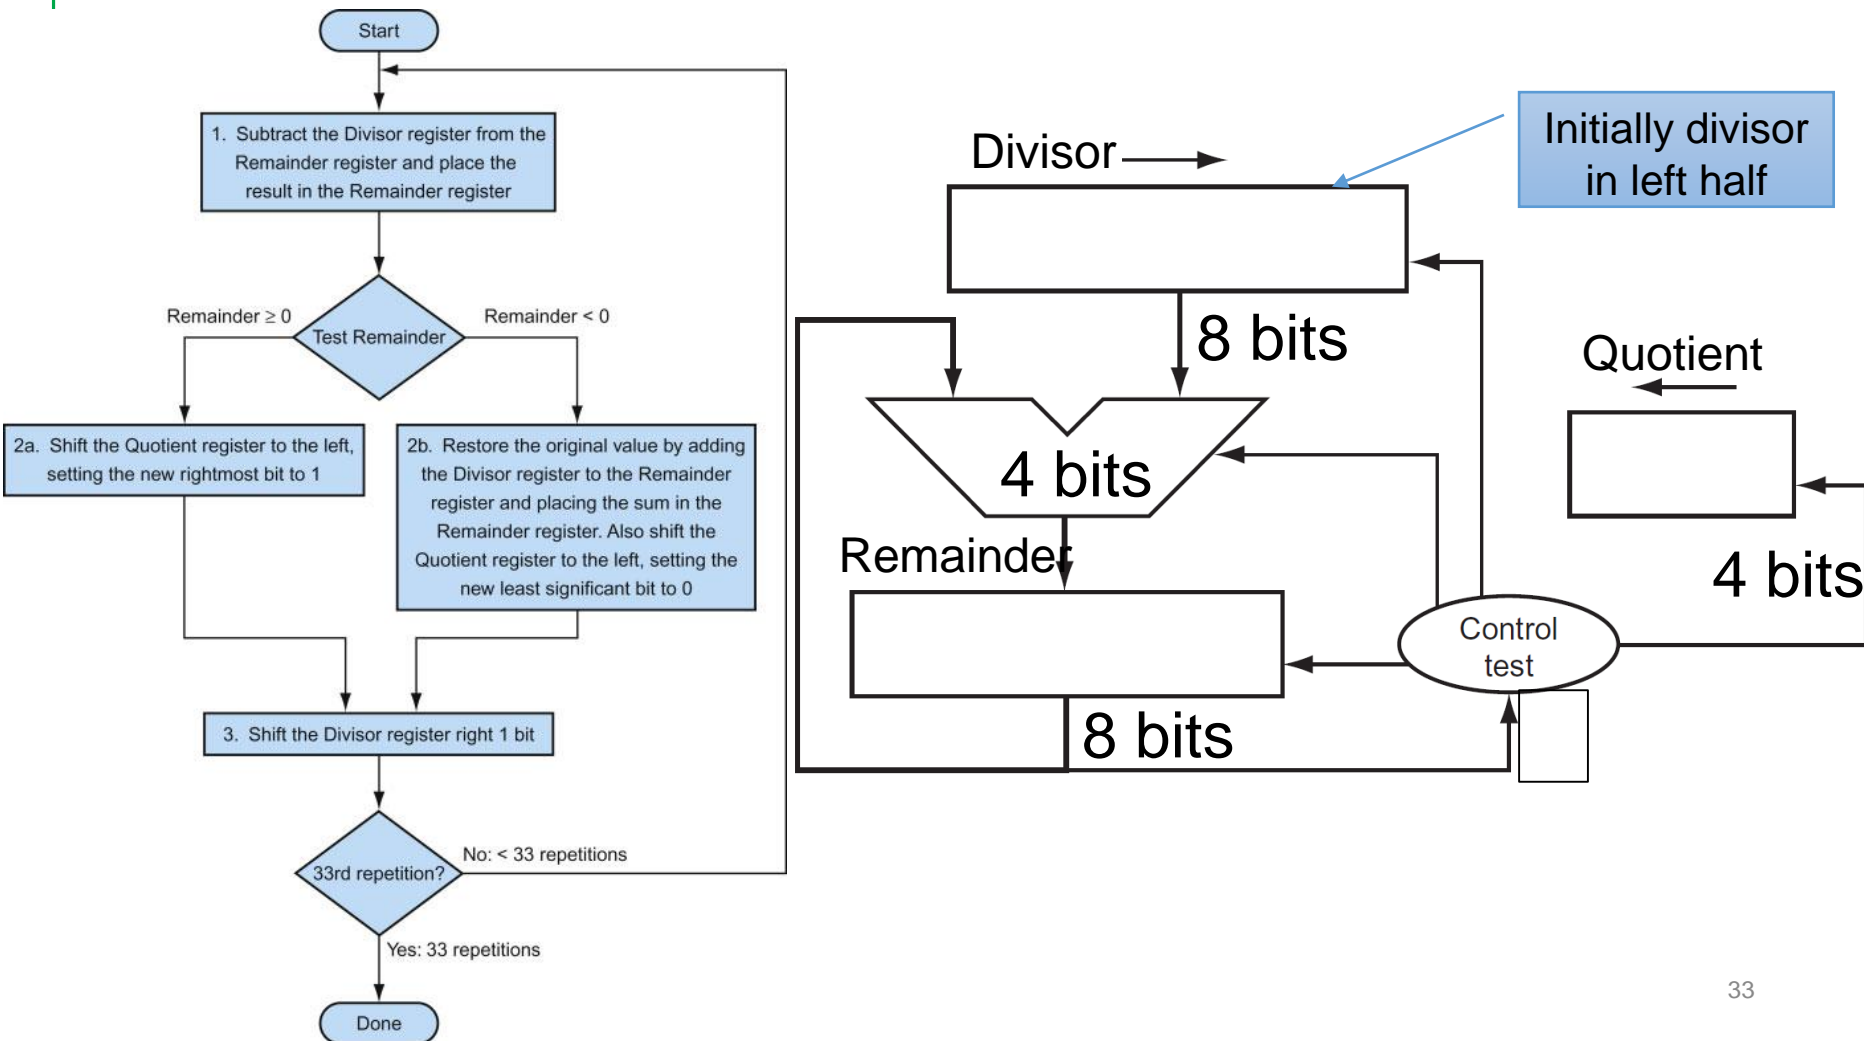 Start
1. Subtract the Divisor register from the
Remainder register and place the
result in the Remainder register
Remainder ≥ 0
Remainder < 0
Test Remainder
2a. Shift the Quotient register to the left,
setting the new rightmost bit to 1
2b. Restore the original value by adding
the Divisor register to the Remainder
register and placing the sum in the
Remainder register. Also shift the
Quotient register to the left, setting the
new least significant bit to 0
3. Shift the Divisor register right 1 bit
33rd repetition?
No: < 33 repetitions
Yes: 33 repetitions
Done
Divisor
Initially divisor
in left half
8 bits
Quotient
4 bits
4 bits
Remainder
Control
test
8 bits
33